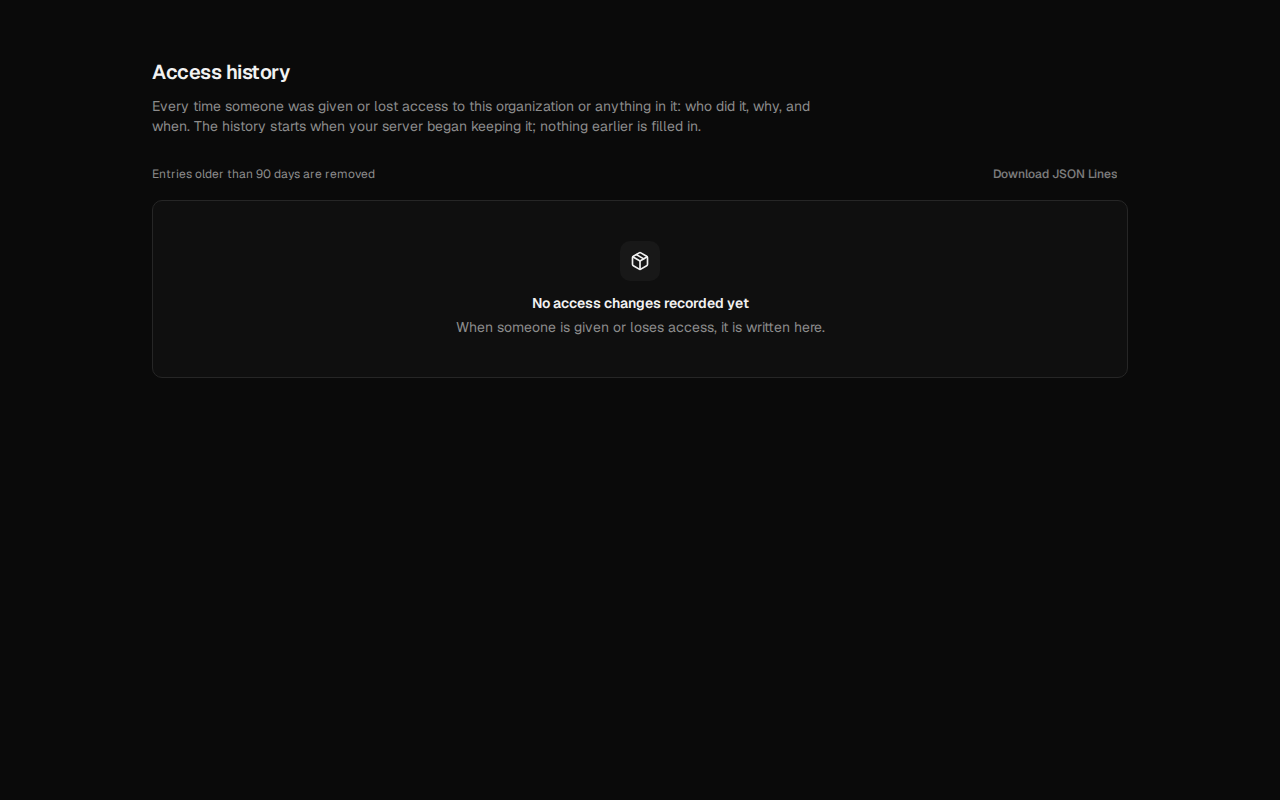 Access history
Every time someone was given or lost access to this organization or anything in it: who did it, why, and
when. The history starts when your server began keeping it; nothing earlier is filled in.
Entries older than 90 days are removed
Download JSON Lines
No access changes recorded yet
When someone is given or loses access, it is written here.